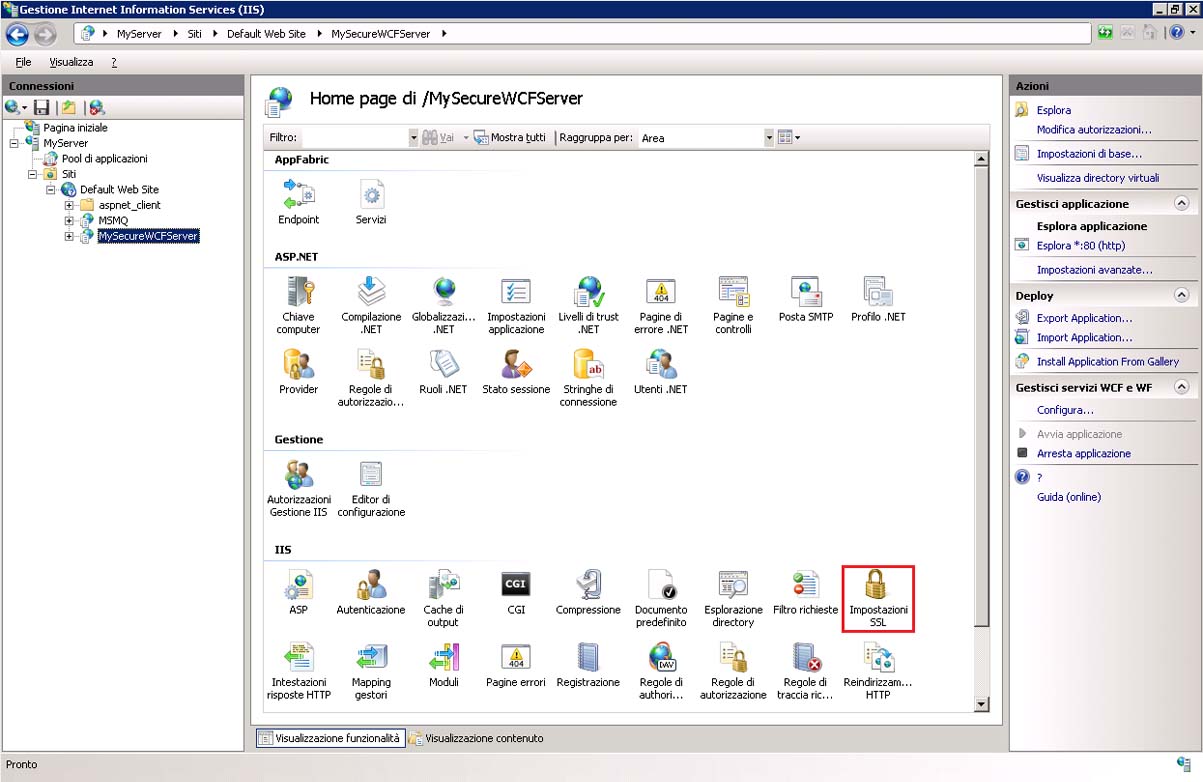 Gestione Internet Information Services (IIS)
MyServer
Siti
Default Web Site
MySecureWCFServer
File
Visualizza
?
Connessioni
Pagina iniziale
MyServer
Pool di applicazioni
Siti
Default Web Site
aspnet_client
MSMQ
MySecureWCFServer
Home page di /MySecureWCFServer
Filtro:
Vai
Mostra tutti
Raggruppa per:
Area
AppFabric
Endpoint
Servizi
ASP.NET
Chiave
computer
Compilazione
.NET
Globalizzazi...
.NET
Impostazioni
applicazione
Livelli di trust
.NET
404
Pagine di
errore .NET
Pagine e
controlli
Posta SMTP
Profilo .NET
Provider
Regole di
autorizzazio...
Ruoli .NET
Stato sessione
ab
Stringhe di
connessione
Utenti .NET
Gestione
Autorizzazioni
Gestione IIS
Editor di
configurazione
IIS
ASP
Autenticazione
Cache di
output
CGI
CGI
Compressione
Documento
predefinito
Esplorazione
directory
Filtro richieste
Impostazioni
SSL
Intestazioni
risposte HTTP
Mapping
gestori
Moduli
404
Pagine errori
Registrazione
DAV
Regole di
authori...
Regole di
autorizzazione
Regole di
traccia ric...
Reindirizzam...
HTTP
Visualizzazione funzionalità
Visualizzazione contenuto
Azioni
Esplora
Modifica autorizzazioni...
Impostazioni di base...
Visualizza directory virtuali
Gestisci applicazione
Esplora applicazione
Esplora *:80 (http)
Impostazioni avanzate...
Deploy
Export Application...
Import Application...
Install Application From Gallery
Gestisci servizi WCF e WF
Configura...
Avvia applicazione
Arresta applicazione
?
Guida (online)
Pronto